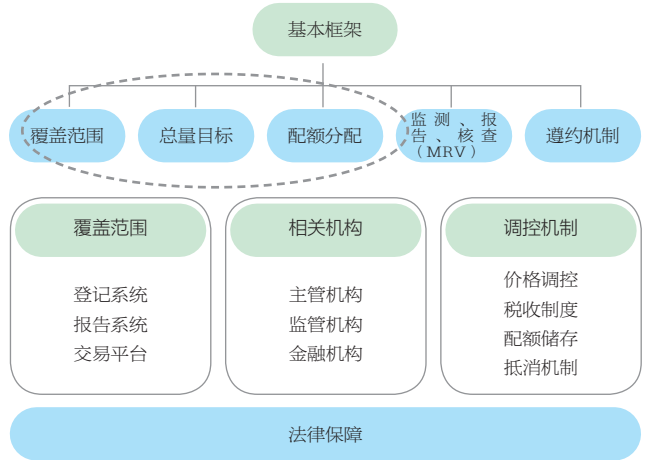 基本框架
覆盖范围
总量目标
配额分配
监测、报
告、核查
（MRV）
遵约机制
覆盖范围
登记系统
报告系统
交易平台
相关机构
主管机构
监管机构
金融机构
调控机制
价格调控
税收制度
配额储存
抵消机制
法律保障